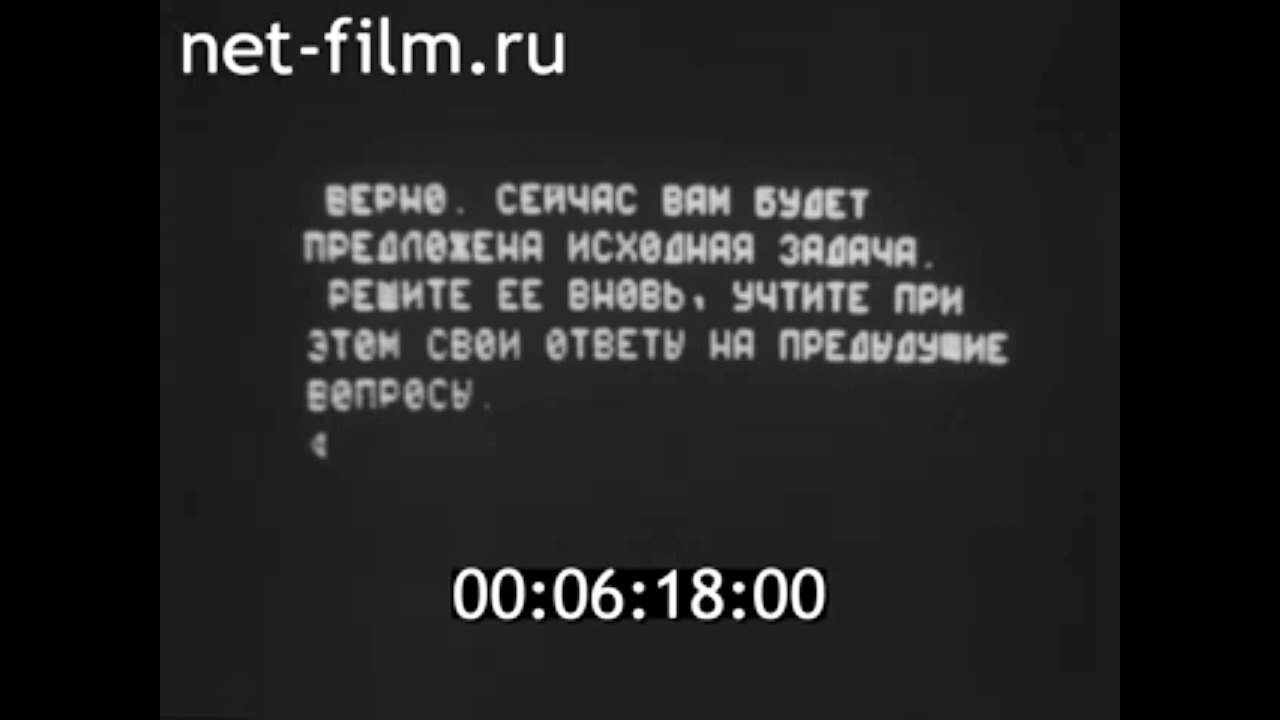 net-film.ru
ВЕРНО. СЕЙЧАС ВАМ БУДЕТ
ПРЕДЛОЖЕНА ИСХОДНАЯ ЗАДАЧА.
РЕШИТЕ ЕЕ ВНОВЬ, УЧТИТЕ ПРИ
ЭТОМ СВОИ ОТВЕТЫ НА ПРЕДЫДУЩИЕ
ВОПРОСЫ.
00:06:18:00